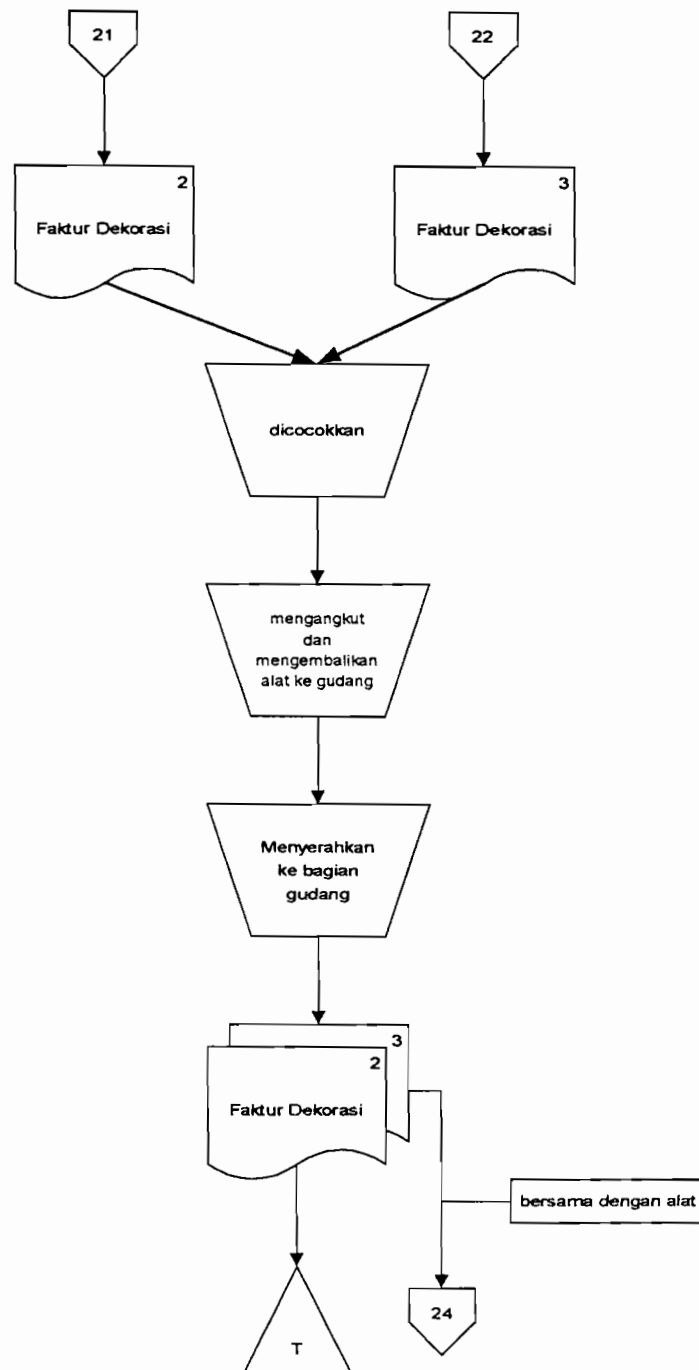 21
22
2
Faktur Dekorasi
3
Faktur Dekorasi
dicocokkan
mengangkut
dan
mengembalikan
alat ke gudang
Menyerahkan
ke bagian
gudang
3
2
Faktur Dekorasi
bersama dengan alat
24
T